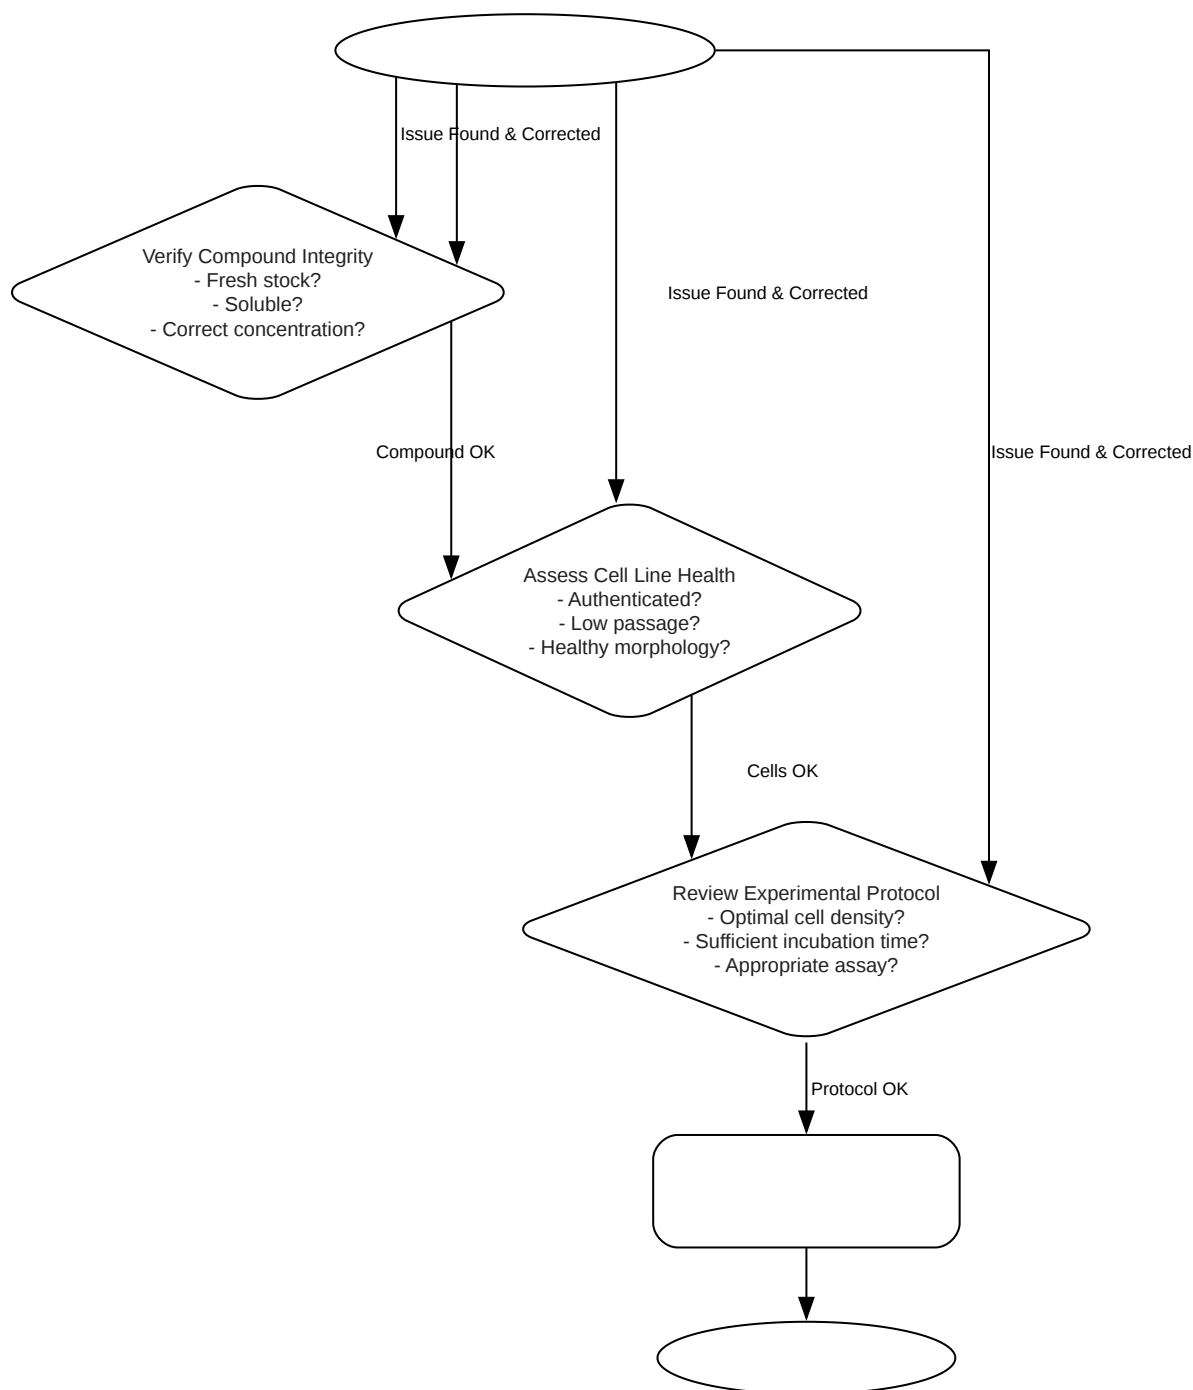 Issue Found & Corrected
Verify Compound Integrity
- Fresh stock?
- Soluble?
- Correct concentration?
Issue Found & Corrected
Compound OK
Issue Found & Corrected
Assess Cell Line Health
- Authenticated?
- Low passage?
- Healthy morphology?
Cells OK
Review Experimental Protocol
- Optimal cell density?
- Sufficient incubation time?
- Appropriate assay?
Protocol OK